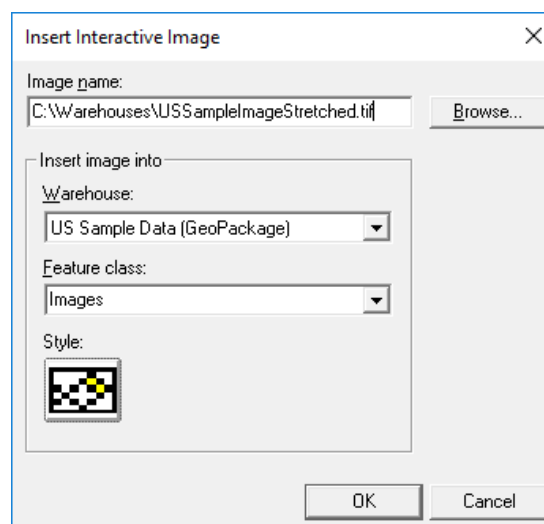 Insert Interactive Image
Image name:
C:\Warehouses\USSampleImageStretched.tif
Browse...
Insert image into
Warehouse:
US Sample Data (GeoPackage)
Feature class:
Images
Style:
OK
Cancel